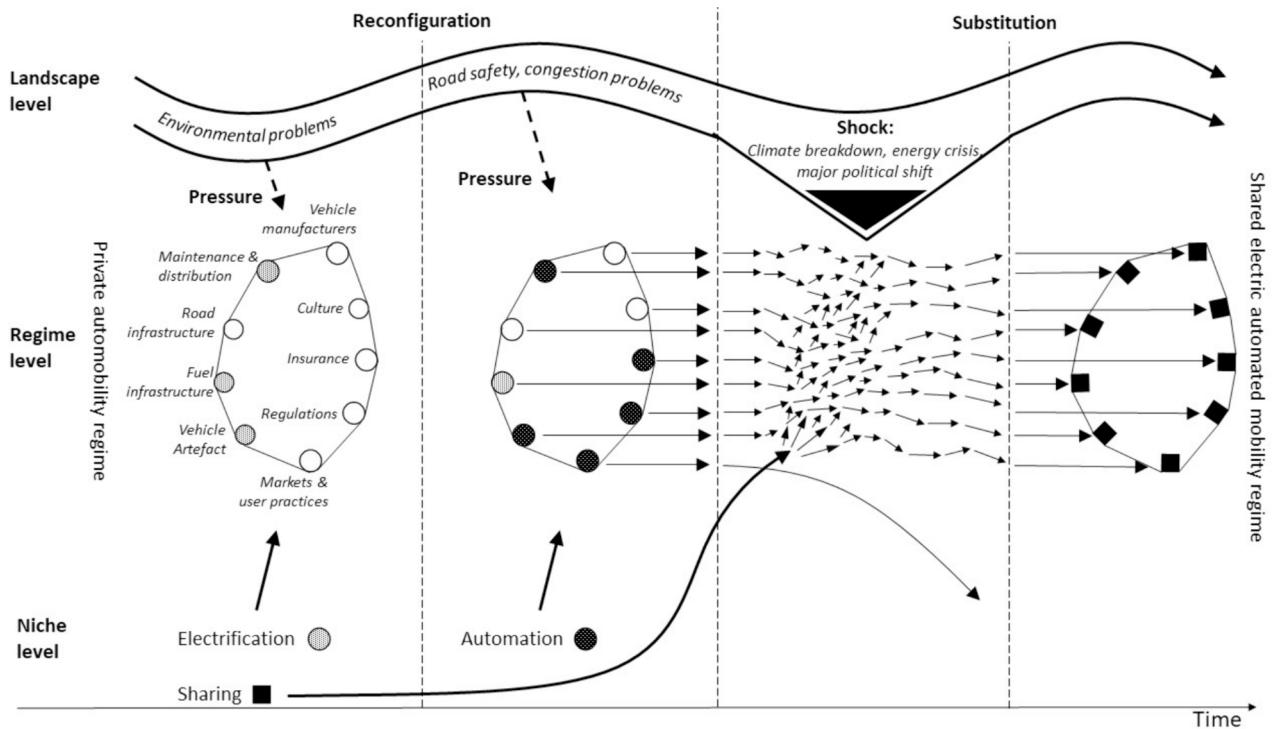 Reconfiguration
Substitution
Landscape
level
Environmental problems
Road safety, congestion problems
Shock:
Climate breakdown, energy crisis,
major political shift
Pressure
Pressure
Regime
level
Private automobility regime
Vehicle
manufacturers
Maintenance &
distribution
Culture
Road
infrastructure
Insurance
Fuel
infrastructure
Regulations
Vehicle
Artefact
Markets &
user practices
Shared electric automated mobility regime
Niche
level
Electrification
Automation
Sharing
Time